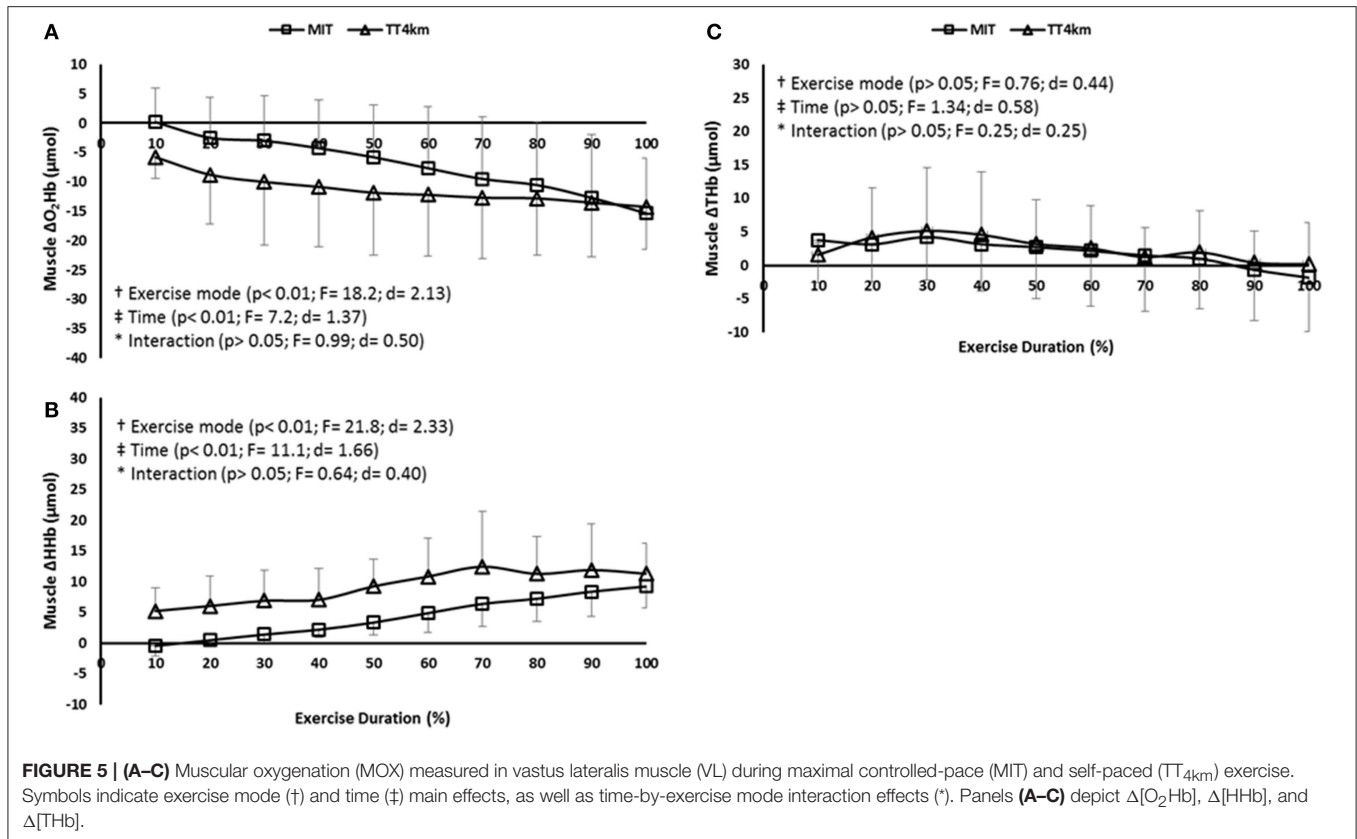 A
MIT TT4km
10
5
0
-5
-10
-15
-20
-25
-30
-35
-40
Muscle ΔO₂Hb (µmol)
0 10 20 30 40 50 60 70 80 90 100
† Exercise mode (p< 0.01; F= 18.2; d= 2.13)
‡ Time (p< 0.01; F= 7.2; d= 1.37)
* Interaction (p> 0.05; F= 0.99; d= 0.50)
B
40
35
30
25
20
15
10
5
0
-5
-10
Muscle ΔHHb (µmol)
† Exercise mode (p< 0.01; F= 21.8; d= 2.33)
‡ Time (p< 0.01; F= 11.1; d= 1.66)
* Interaction (p> 0.05; F= 0.64; d= 0.40)
0 10 20 30 40 50 60 70 80 90 100
Exercise Duration (%)
C
MIT TT4km
30
25
20
15
10
5
0
-5
-10
Muscle ΔTHb (µmol)
† Exercise mode (p> 0.05; F= 0.76; d= 0.44)
‡ Time (p> 0.05; F= 1.34; d= 0.58)
* Interaction (p> 0.05; F= 0.25; d= 0.25)
0 10 20 30 40 50 60 70 80 90 100
Exercise Duration (%)
FIGURE 5 | (A–C) Muscular oxygenation (MOX) measured in vastus lateralis muscle (VL) during maximal controlled-pace (MIT) and self-paced (TT4km) exercise.
Symbols indicate exercise mode (†) and time (‡) main effects, as well as time-by-exercise mode interaction effects (*). Panels (A–C) depict Δ[O₂Hb], Δ[HHb], and
Δ[THb].